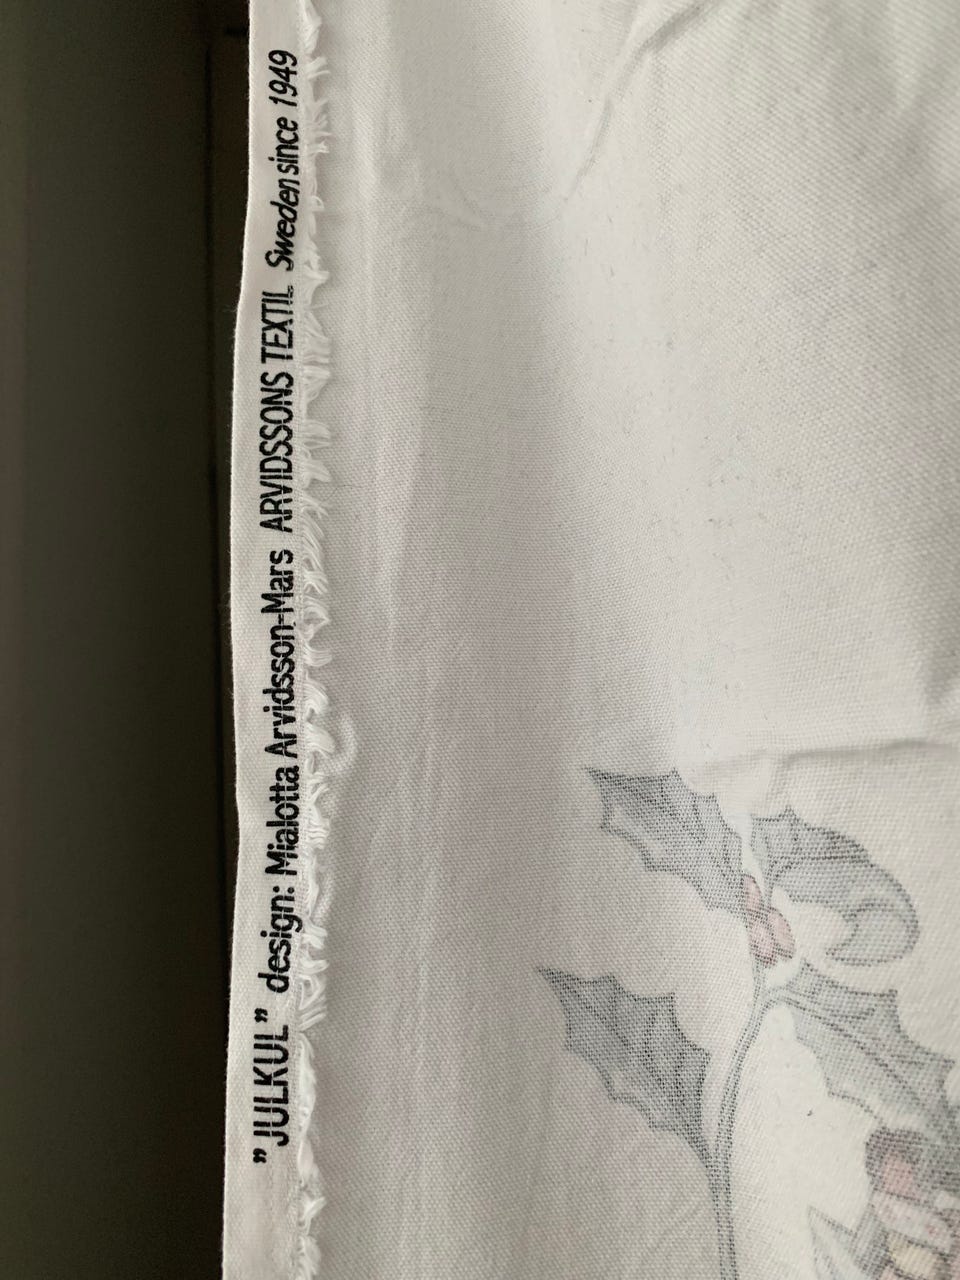 ”JULKUL” design: Mialotta Arvidsson-Mars ARVIDSSONS TEXTIL Sweden since 1949